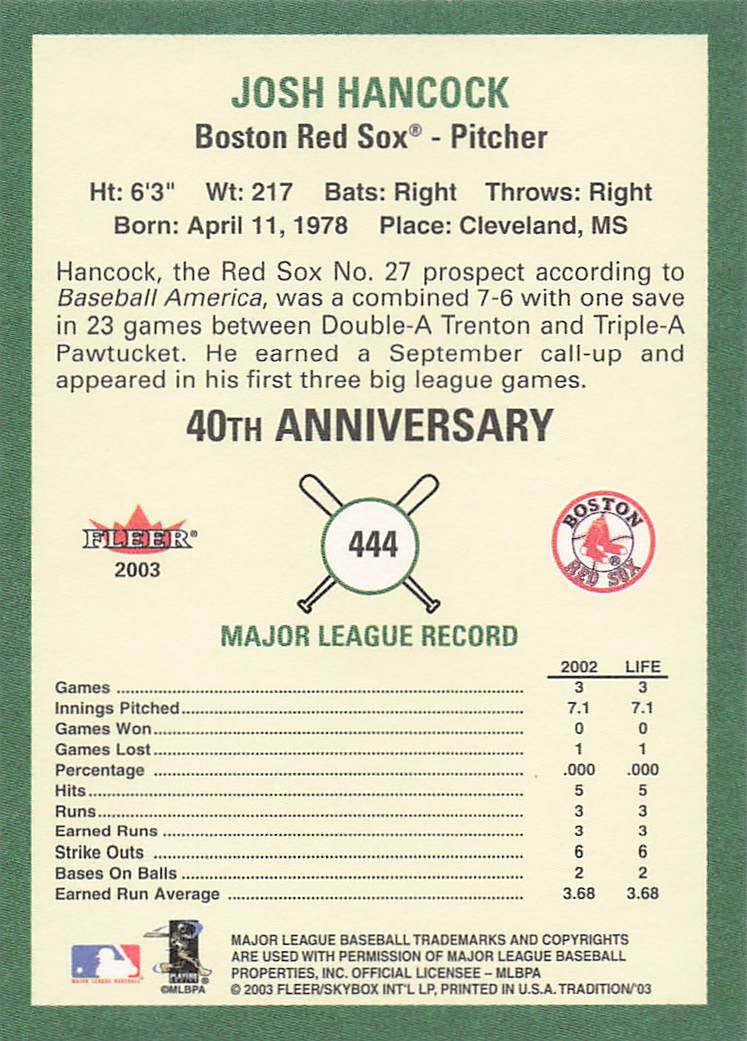 JOSH HANCOCK
Boston Red Sox® - Pitcher
Ht: 6'3" Wt: 217 Bats: Right Throws: Right
Born: April 11, 1978 Place: Cleveland, MS
Hancock, the Red Sox No. 27 prospect according to
Baseball America, was a combined 7-6 with one save
in 23 games between Double-A Trenton and Triple-A
Pawtucket. He earned a September call-up and
appeared in his first three big league games.
40TH ANNIVERSARY
FLEER®
2003
444
BOSTON
RED SOX
®
MAJOR LEAGUE RECORD
2002 LIFE
Games 3 3
Innings Pitched 7.1 7.1
Games Won 0 0
Games Lost 1 1
Percentage .000 .000
Hits 5 5
Runs 3 3
Earned Runs 3 3
Strike Outs 6 6
Bases On Balls 2 2
Earned Run Average 3.68 3.68
MAJOR LEAGUE BASEBALL
PLAYERS
®
©MLBPA
MAJOR LEAGUE BASEBALL TRADEMARKS AND COPYRIGHTS
ARE USED WITH PERMISSION OF MAJOR LEAGUE BASEBALL
PROPERTIES, INC. OFFICIAL LICENSEE – MLBPA
© 2003 FLEER/SKYBOX INT'L LP, PRINTED IN U.S.A. TRADITION/'03